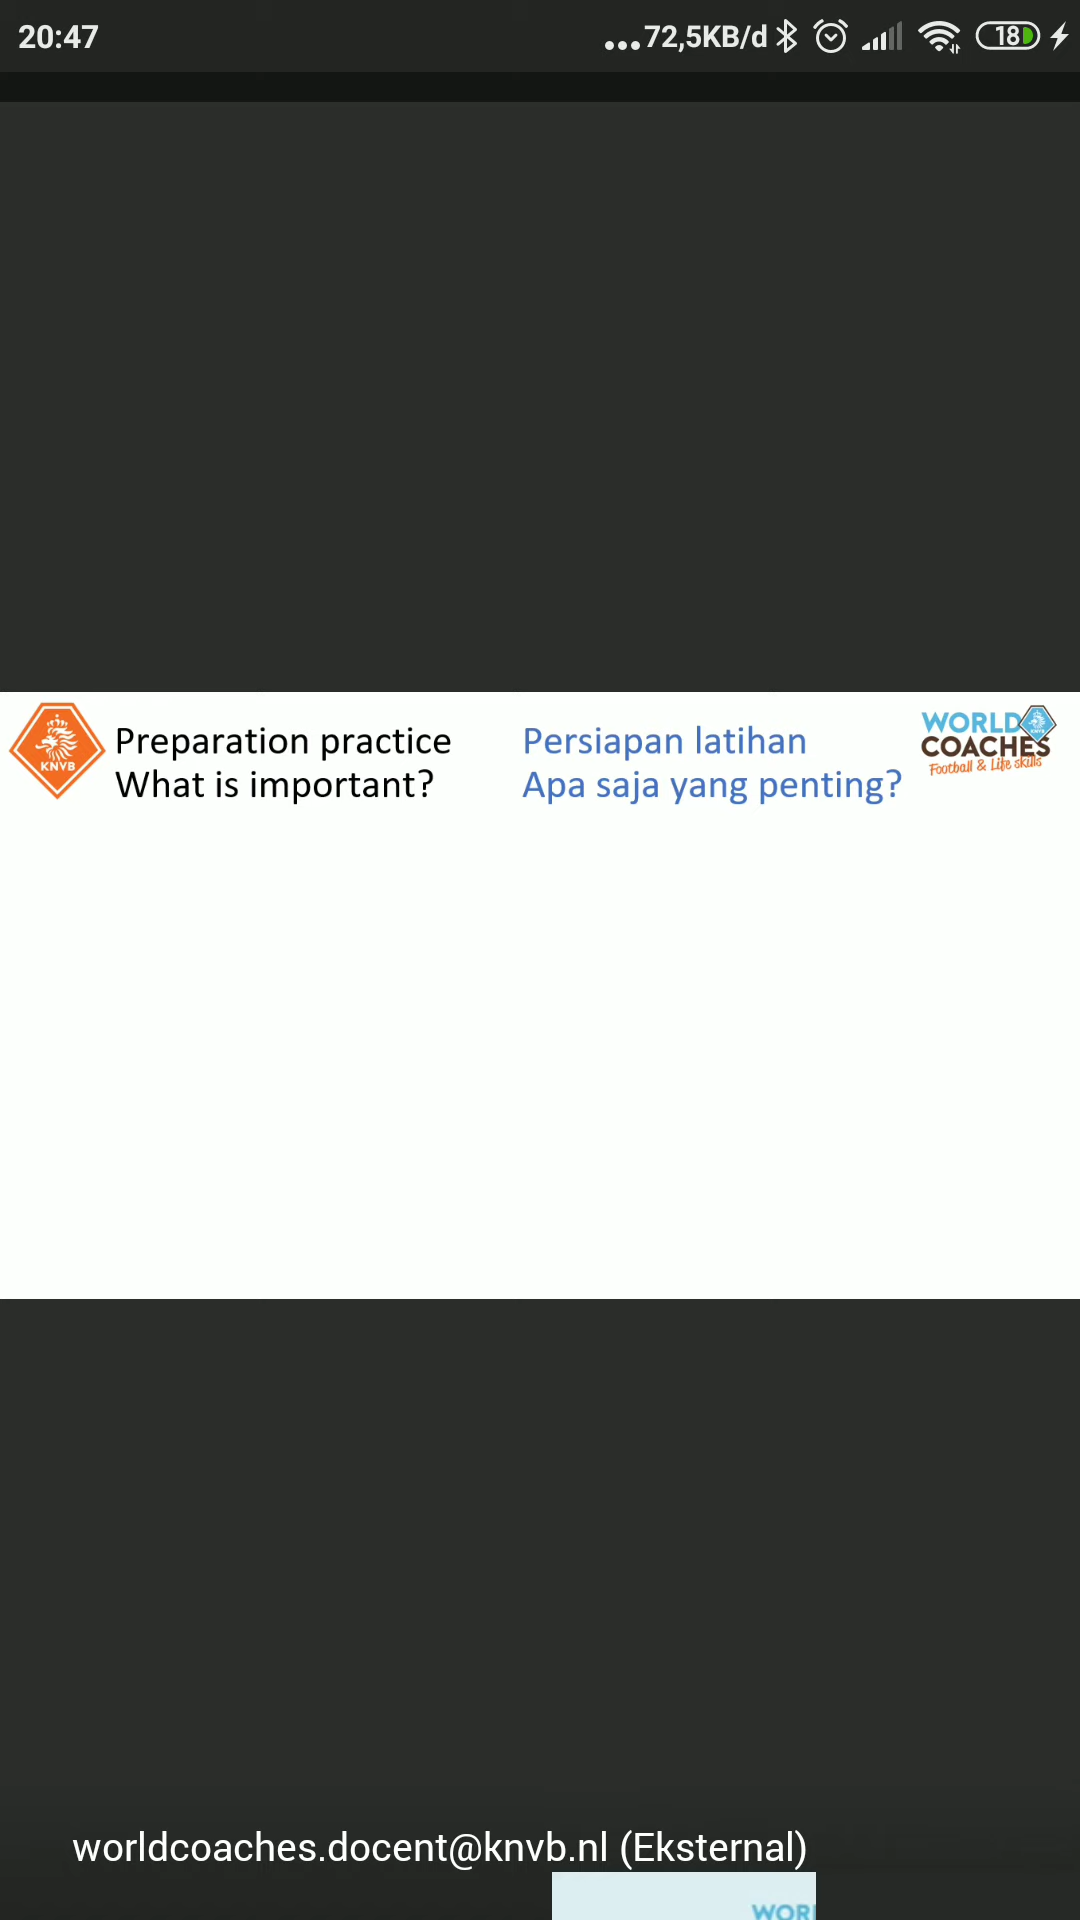 20:47
...72,5KB/d
18
KNVB
Preparation practice
What is important?
Persiapan latihan
Apa saja yang penting?
WORLD
COACHES
Football & Life skills
worldcoaches.docent@knvb.nl (Eksternal)